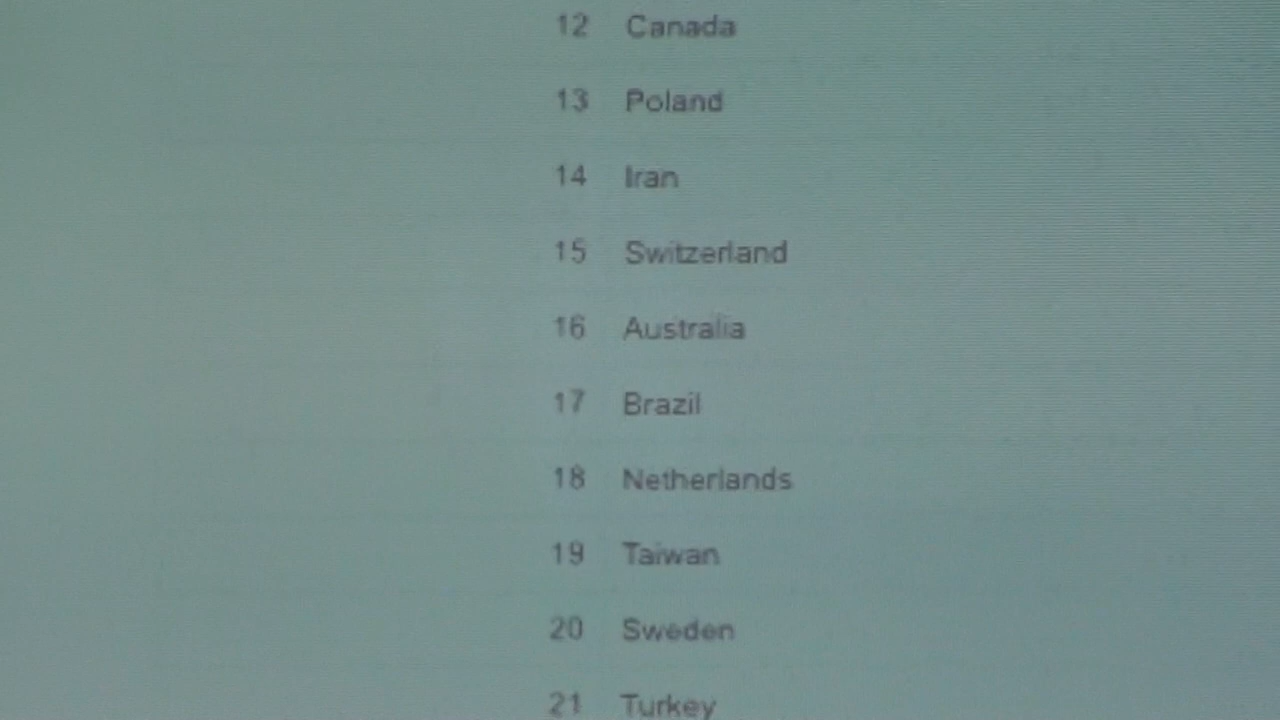 12 Canada
13 Poland
14 Iran
15 Switzerland
16 Australia
17 Brazil
18 Netherlands
19 Taiwan
20 Sweden
21 Turkey